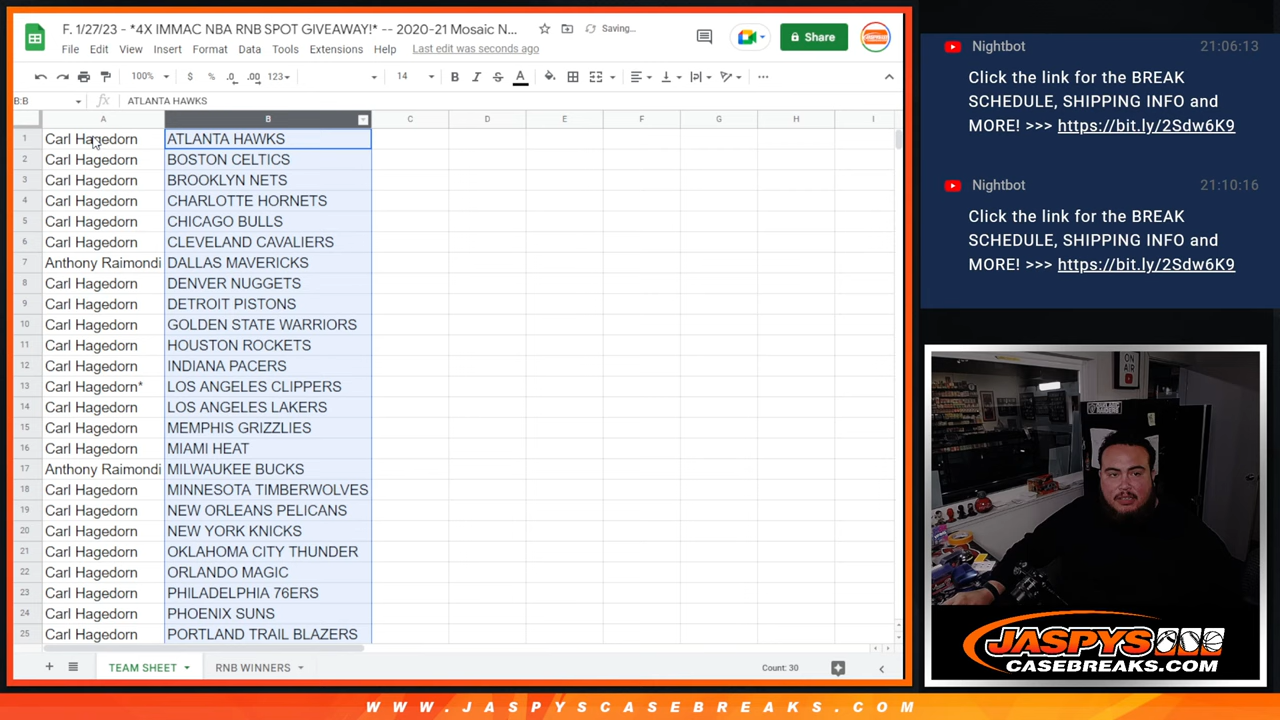 F. 1/27/23 - *4X IMMAC NBA RNB SPOT GIVEAWAY!* -- 2020-21 Mosaic N...
Saving...
File Edit View Insert Format Data Tools Extensions Help Last edit was seconds ago
Share
100% $ % .0 .00 123 14 B I S A
B:B fx ATLANTA HAWKS
A B C D E F G H I
1 Carl Hagedorn ATLANTA HAWKS
2 Carl Hagedorn BOSTON CELTICS
3 Carl Hagedorn BROOKLYN NETS
4 Carl Hagedorn CHARLOTTE HORNETS
5 Carl Hagedorn CHICAGO BULLS
6 Carl Hagedorn CLEVELAND CAVALIERS
7 Anthony Raimondi DALLAS MAVERICKS
8 Carl Hagedorn DENVER NUGGETS
9 Carl Hagedorn DETROIT PISTONS
10 Carl Hagedorn GOLDEN STATE WARRIORS
11 Carl Hagedorn HOUSTON ROCKETS
12 Carl Hagedorn INDIANA PACERS
13 Carl Hagedorn* LOS ANGELES CLIPPERS
14 Carl Hagedorn LOS ANGELES LAKERS
15 Carl Hagedorn MEMPHIS GRIZZLIES
16 Carl Hagedorn MIAMI HEAT
17 Anthony Raimondi MILWAUKEE BUCKS
18 Carl Hagedorn MINNESOTA TIMBERWOLVES
19 Carl Hagedorn NEW ORLEANS PELICANS
20 Carl Hagedorn NEW YORK KNICKS
21 Carl Hagedorn OKLAHOMA CITY THUNDER
22 Carl Hagedorn ORLANDO MAGIC
23 Carl Hagedorn PHILADELPHIA 76ERS
24 Carl Hagedorn PHOENIX SUNS
25 Carl Hagedorn PORTLAND TRAIL BLAZERS
TEAM SHEET RNB WINNERS Count: 30
Nightbot 21:06:13
Click the link for the BREAK
SCHEDULE, SHIPPING INFO and
MORE! >>> https://bit.ly/2Sdw6K9
Nightbot 21:10:16
Click the link for the BREAK
SCHEDULE, SHIPPING INFO and
MORE! >>> https://bit.ly/2Sdw6K9
ON
AIR
JASPYS
CASEBREAKS.COM
WWW.JASPYSCASEBREAKS.COM